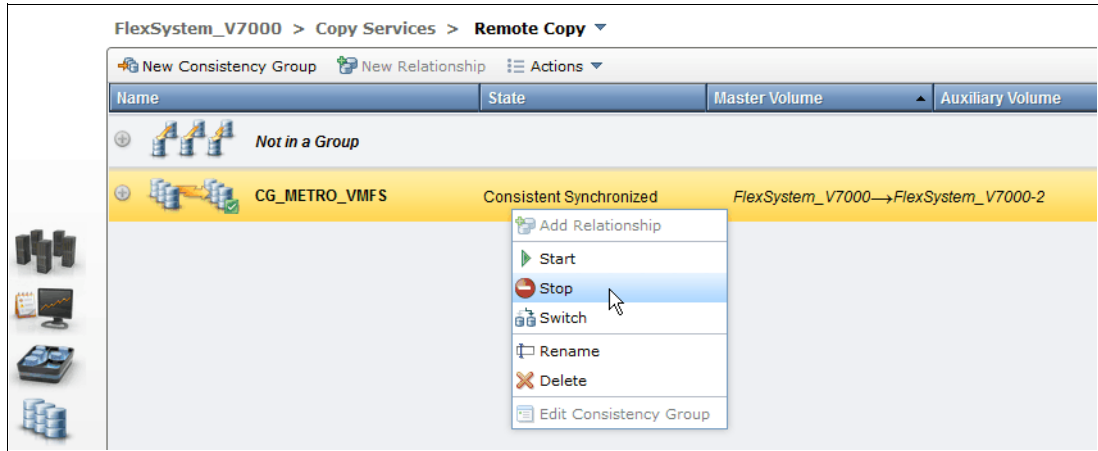 FlexSystem_V7000 > Copy Services > Remote Copy
New Consistency Group New Relationship Actions
Name State Master Volume Auxiliary Volume
Not in a Group
CG_METRO_VMFS Consistent Synchronized FlexSystem_V7000→FlexSystem_V7000-2
Add Relationship
Start
Stop
Switch
Rename
Delete
Edit Consistency Group